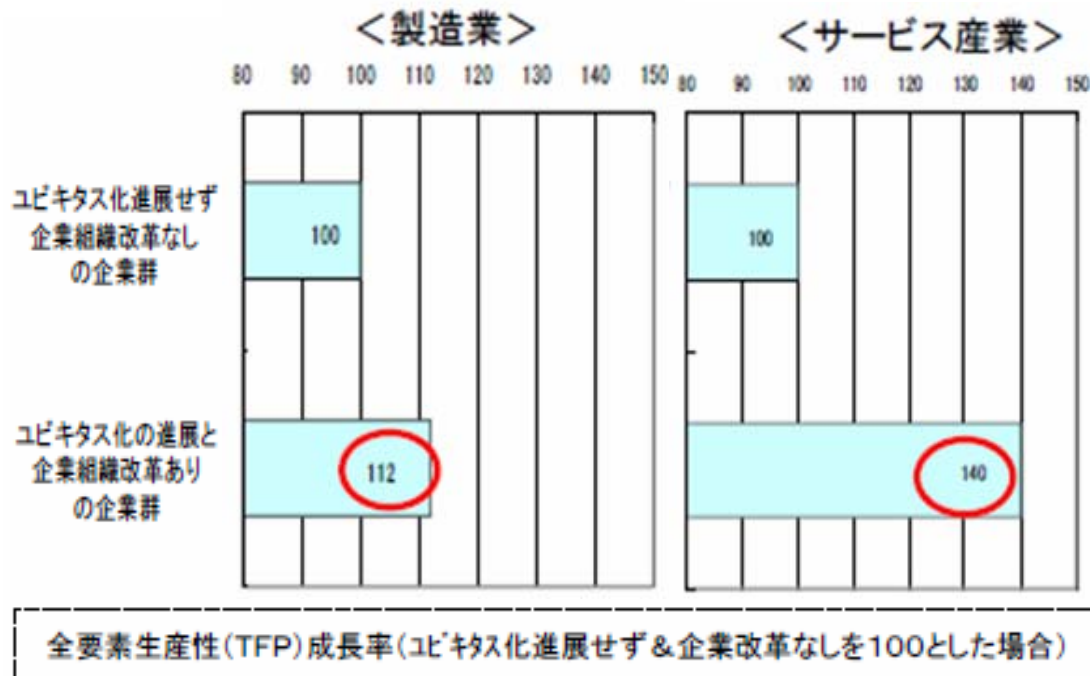 ＜製造業＞
＜サービス産業＞
80 90 100 110 120 130 140 150
80 90 100 110 120 130 140 150
ユビキタス化進展せず
企業組織改革なし
の企業群
100
100
ユビキタス化の進展と
企業組織改革あり
の企業群
112
140
全要素生産性(TFP)成長率(ユビキタス化進展せず＆企業改革なしを100とした場合)